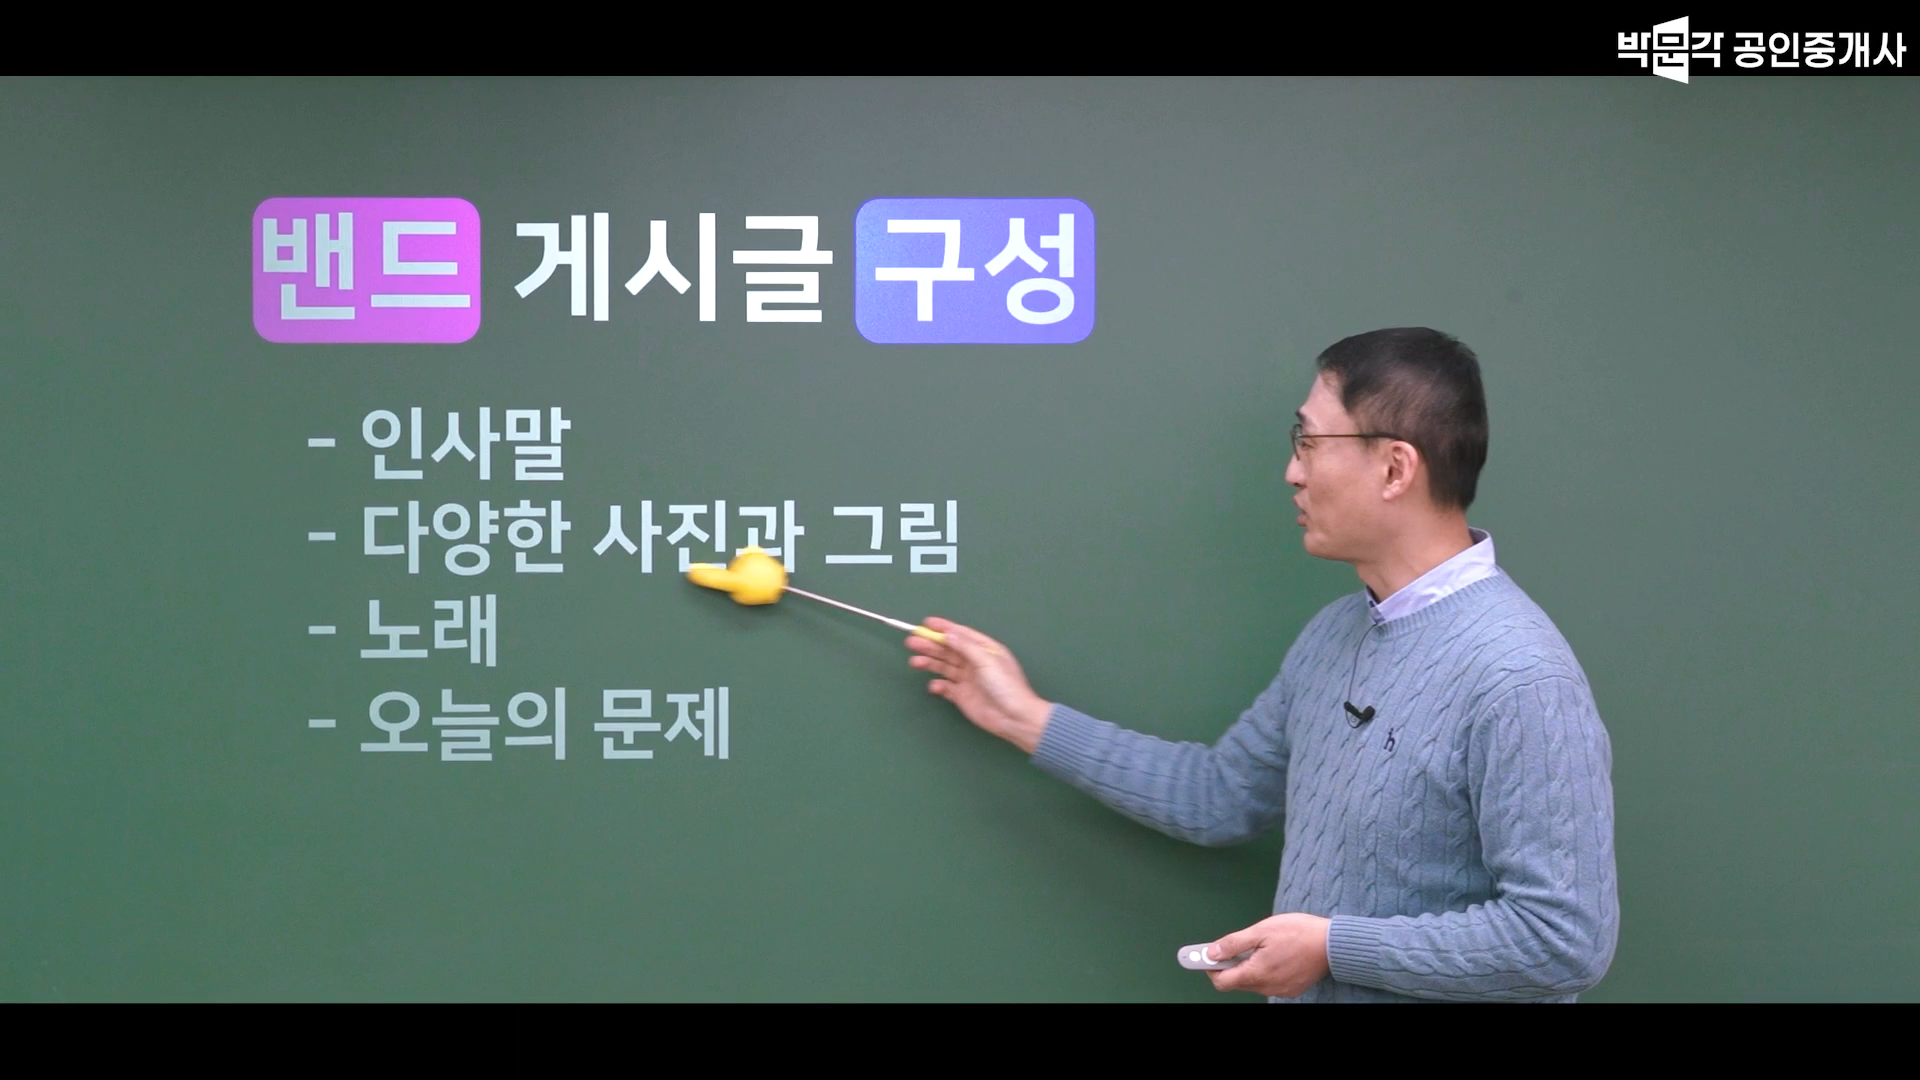 박문각 공인중개사
밴드 게시글 구성
- 인사말
- 다양한 사진과 그림
- 노래
- 오늘의 문제